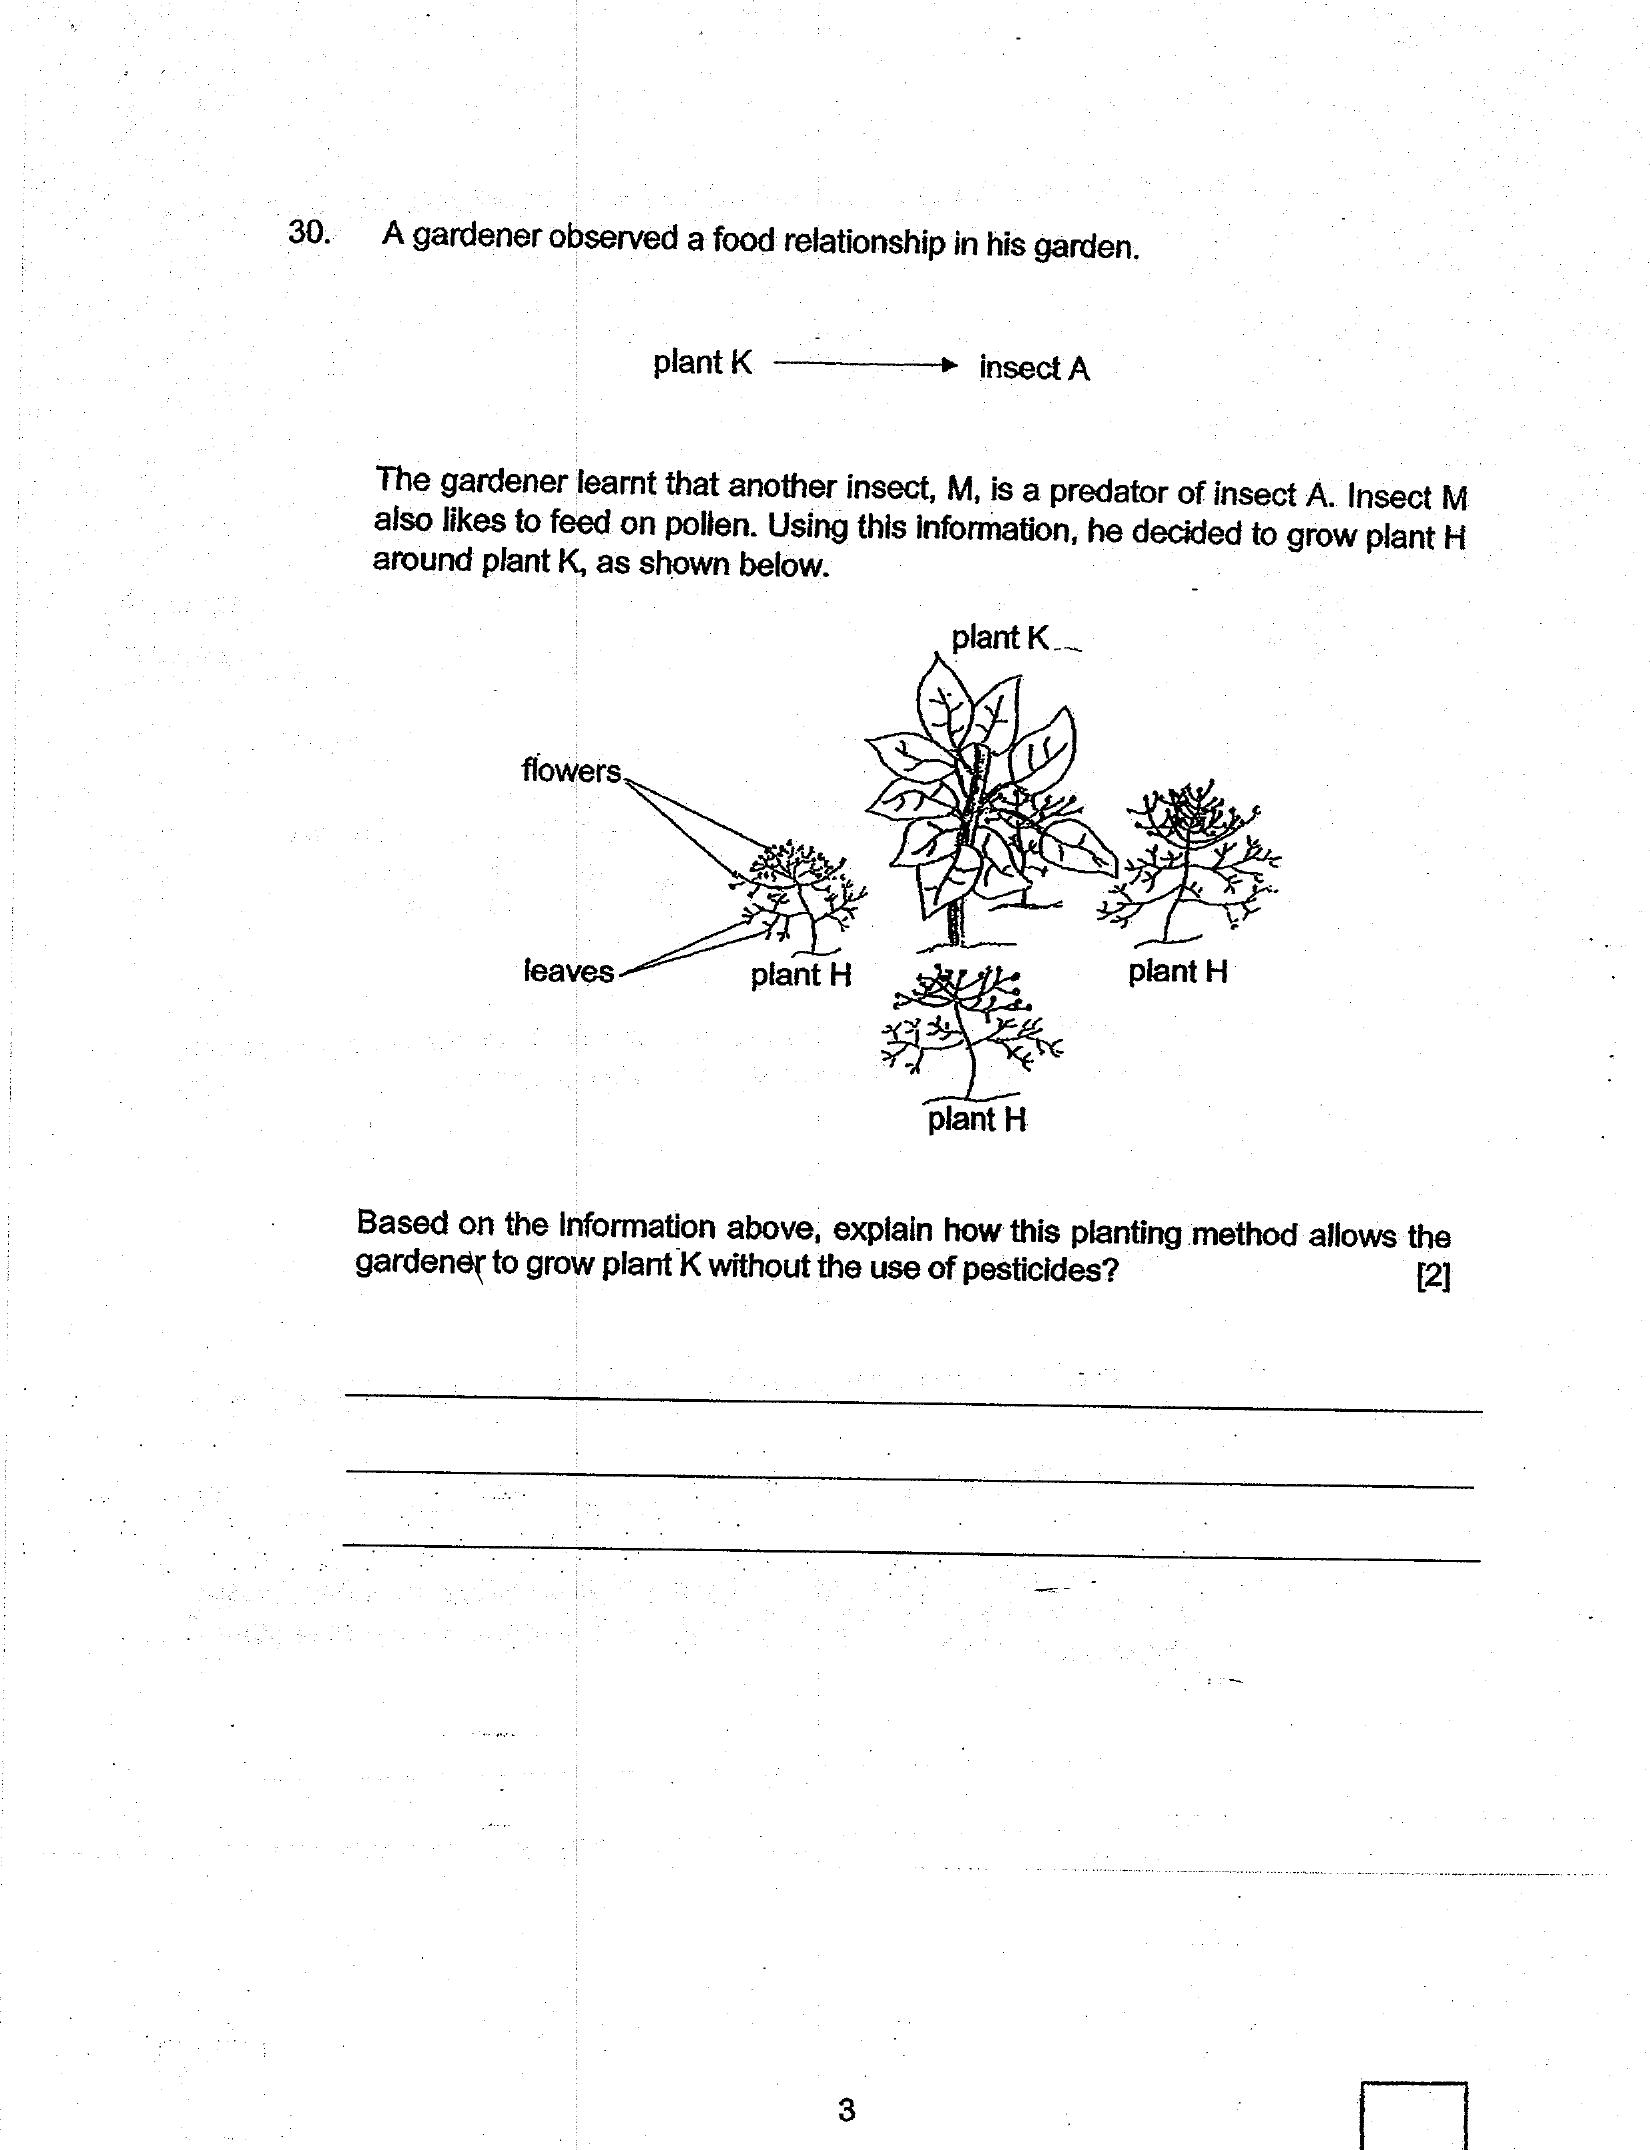 30. A gardener observed a food relationship in his garden.
plant K insect A
The gardener learnt that another insect, M, is a predator of insect A. Insect M
also likes to feed on pollen. Using this information, he decided to grow plant H
around plant K, as shown below.
plant K
flowers
leaves
plant H
plant H
plant H
Based on the Information above, explain how this planting method allows the
gardener to grow plant K without the use of pesticides? [2]
3